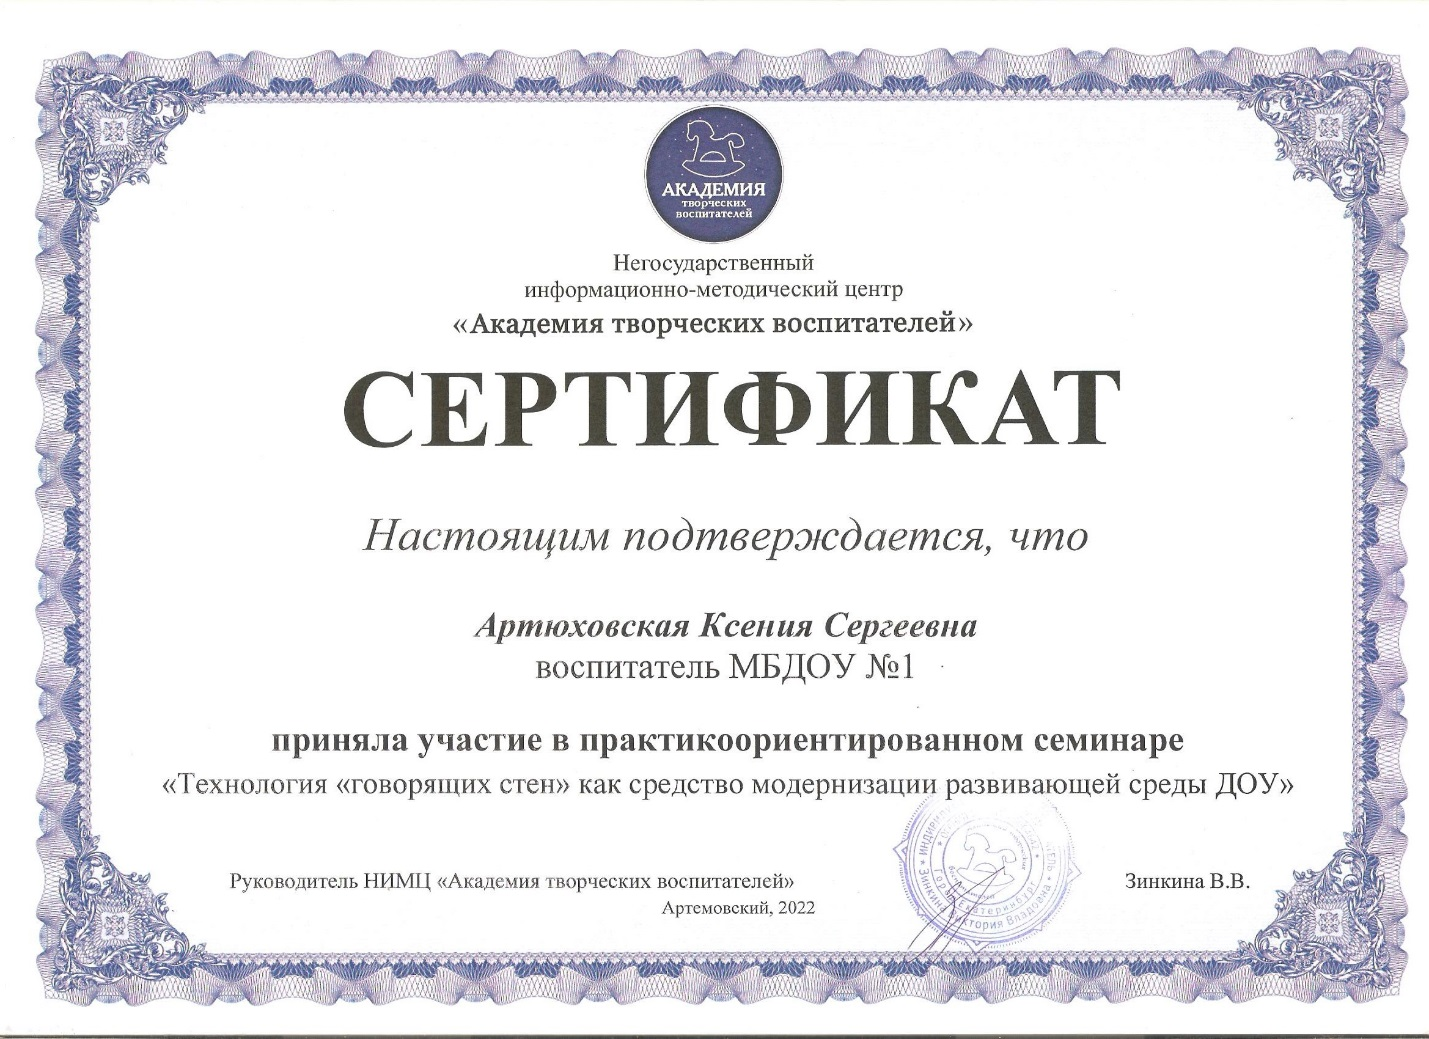 АКАДЕМИЯ
творческих
воспитателей
Негосударственный
информационно-методический центр
«Академия творческих воспитателей»
СЕРТИФИКАТ
Настоящим подтверждается, что
Артюховская Ксения Сергеевна
воспитатель МБДОУ №1
приняла участие в практикоориентированном семинаре
«Технология «говорящих стен» как средство модернизации развивающей среды ДОУ»
Руководитель НИМЦ «Академия творческих воспитателей»
Зинкина В.В.
Артемовский, 2022